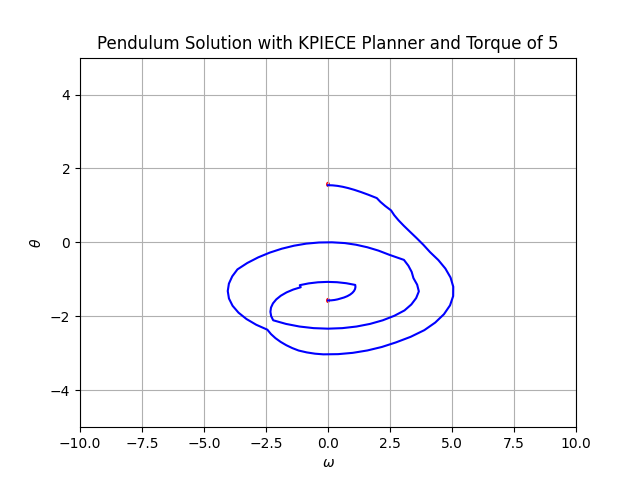 Pendulum Solution with KPIECE Planner and Torque of 5
4
2
0
−2
−4
θ
−10.0 −7.5 −5.0 −2.5 0.0 2.5 5.0 7.5 10.0
ω